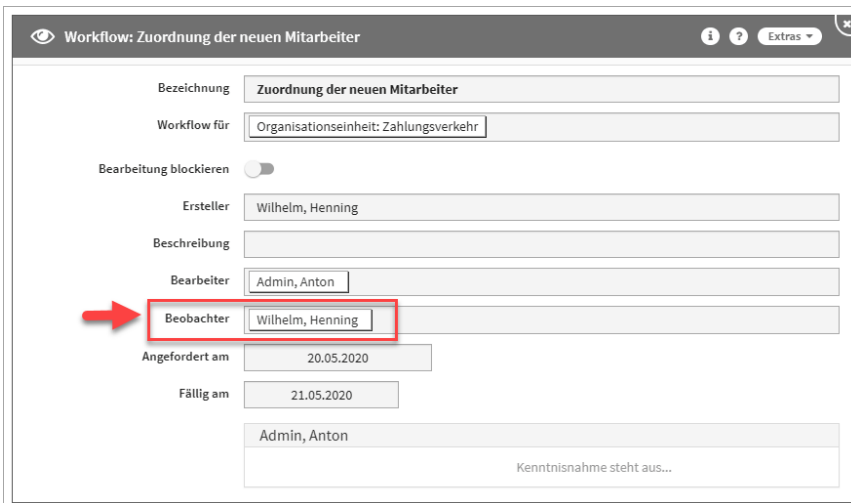 Workflow: Zuordnung der neuen Mitarbeiter i ? Extras
Bezeichnung Zuordnung der neuen Mitarbeiter
Workflow für Organisationseinheit: Zahlungsverkehr
Bearbeitung blockieren
Ersteller Wilhelm, Henning
Beschreibung
Bearbeiter Admin, Anton
Beobachter Wilhelm, Henning
Angefordert am 20.05.2020
Fällig am 21.05.2020
Admin, Anton
Kenntnisnahme steht aus...